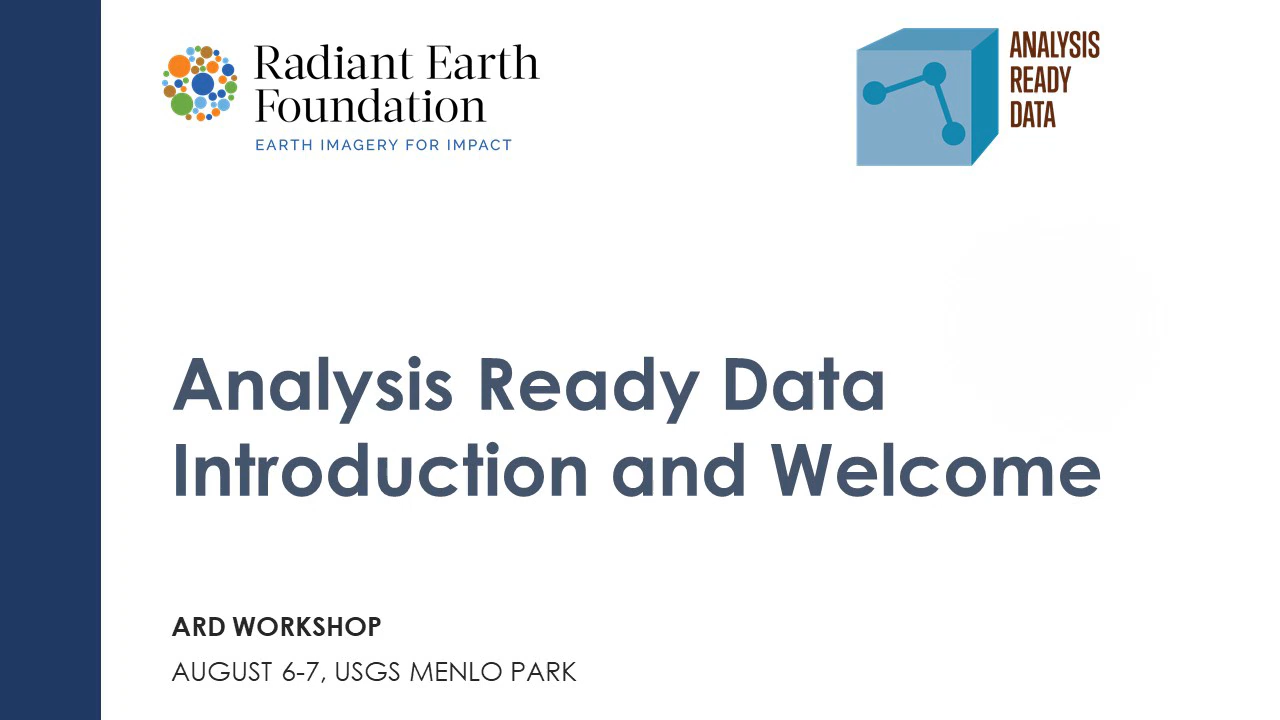 Radiant Earth
Foundation
EARTH IMAGERY FOR IMPACT
ANALYSIS
READY
DATA
Analysis Ready Data
Introduction and Welcome
ARD WORKSHOP
AUGUST 6-7, USGS MENLO PARK